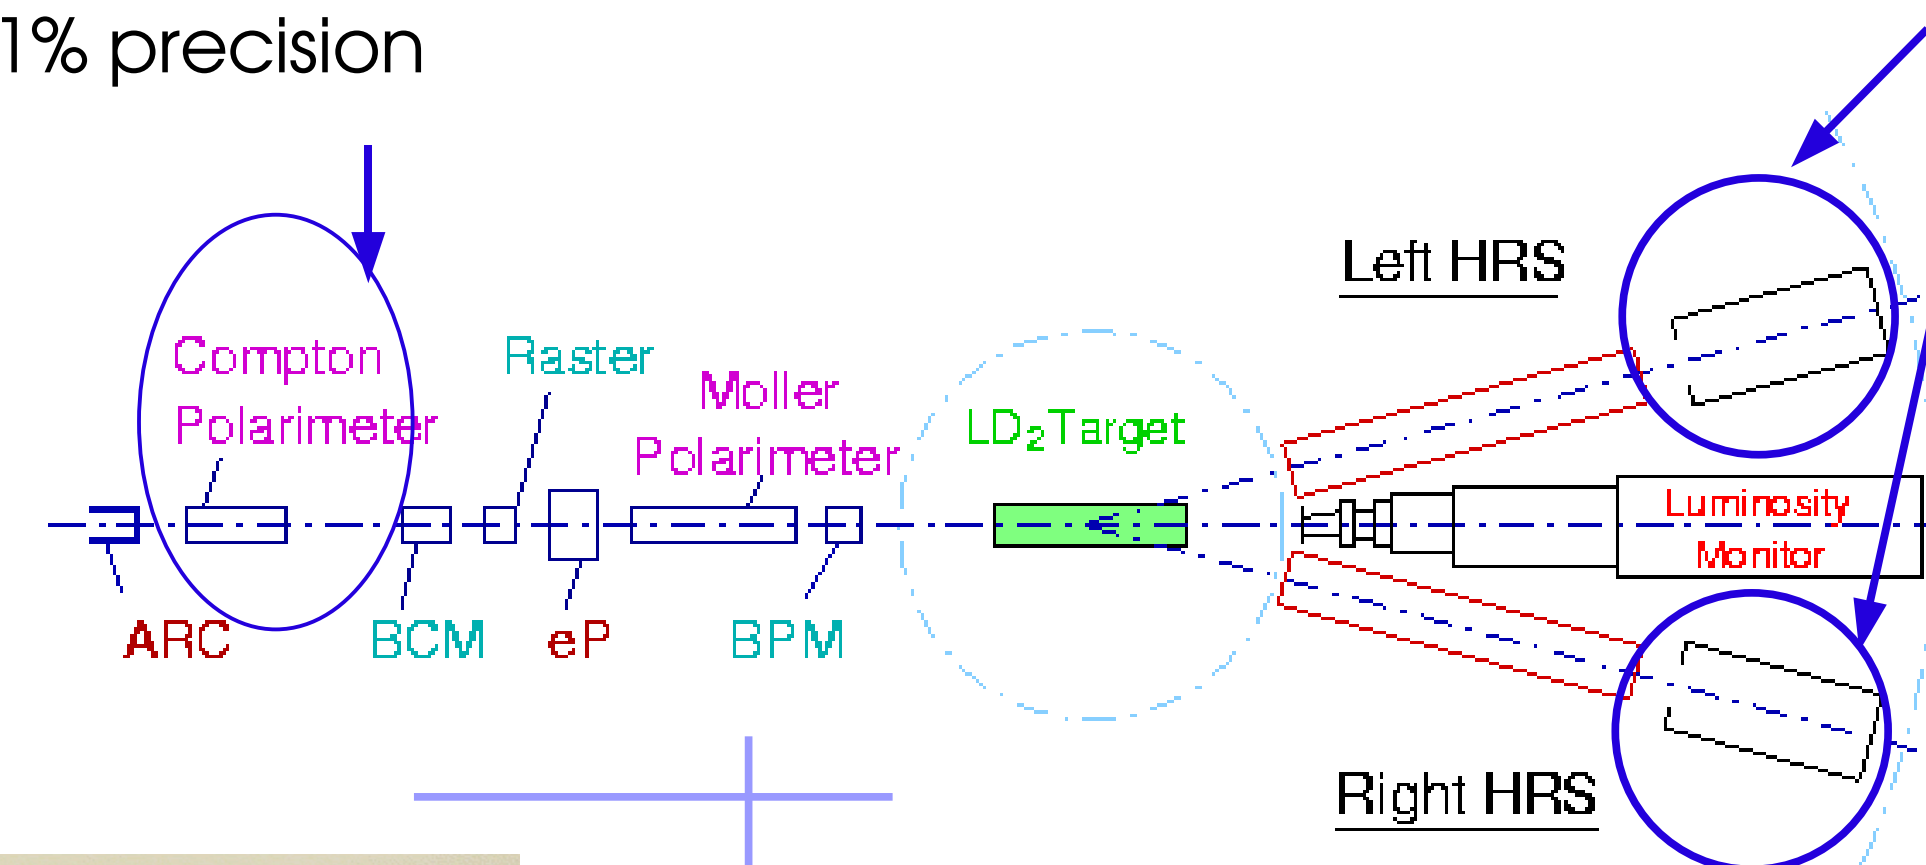 1% precision
Left HRS
Compton
Polarimeter
Raster
Moller
Polarimeter
LD₂Target
Luminosity
Monitor
ARC
BCM
eP
BPM
Right HRS